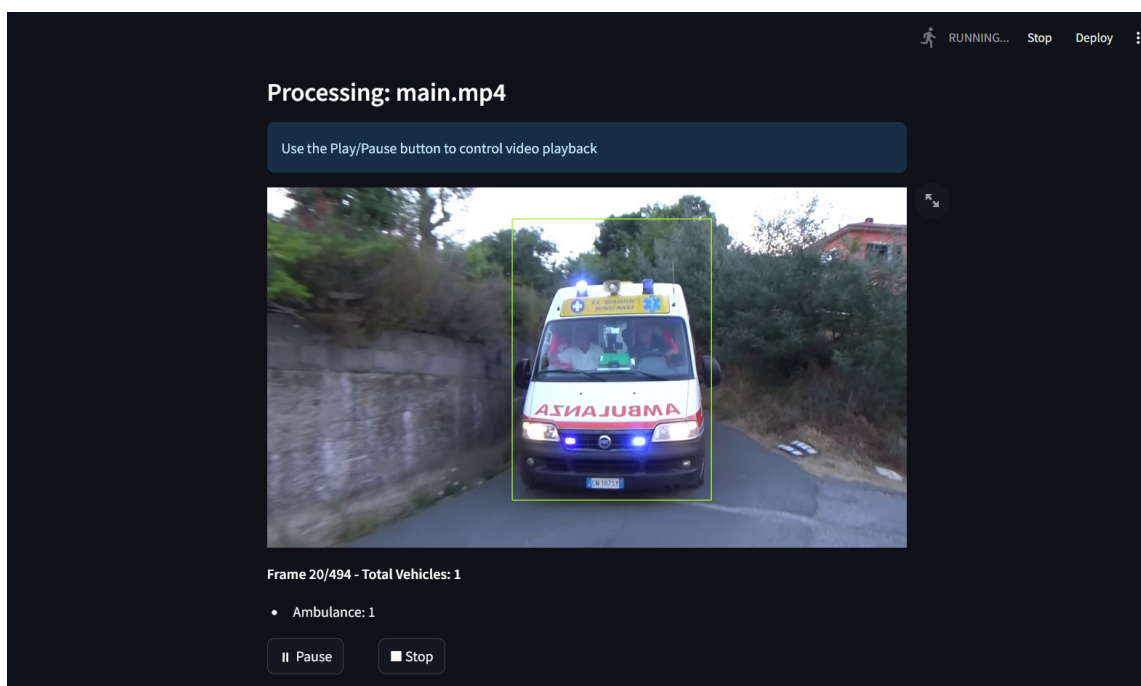 RUNNING... Stop Deploy
Processing: main.mp4
Use the Play/Pause button to control video playback
AMBULANZA
Frame 20/494 - Total Vehicles: 1
• Ambulance: 1
Pause Stop